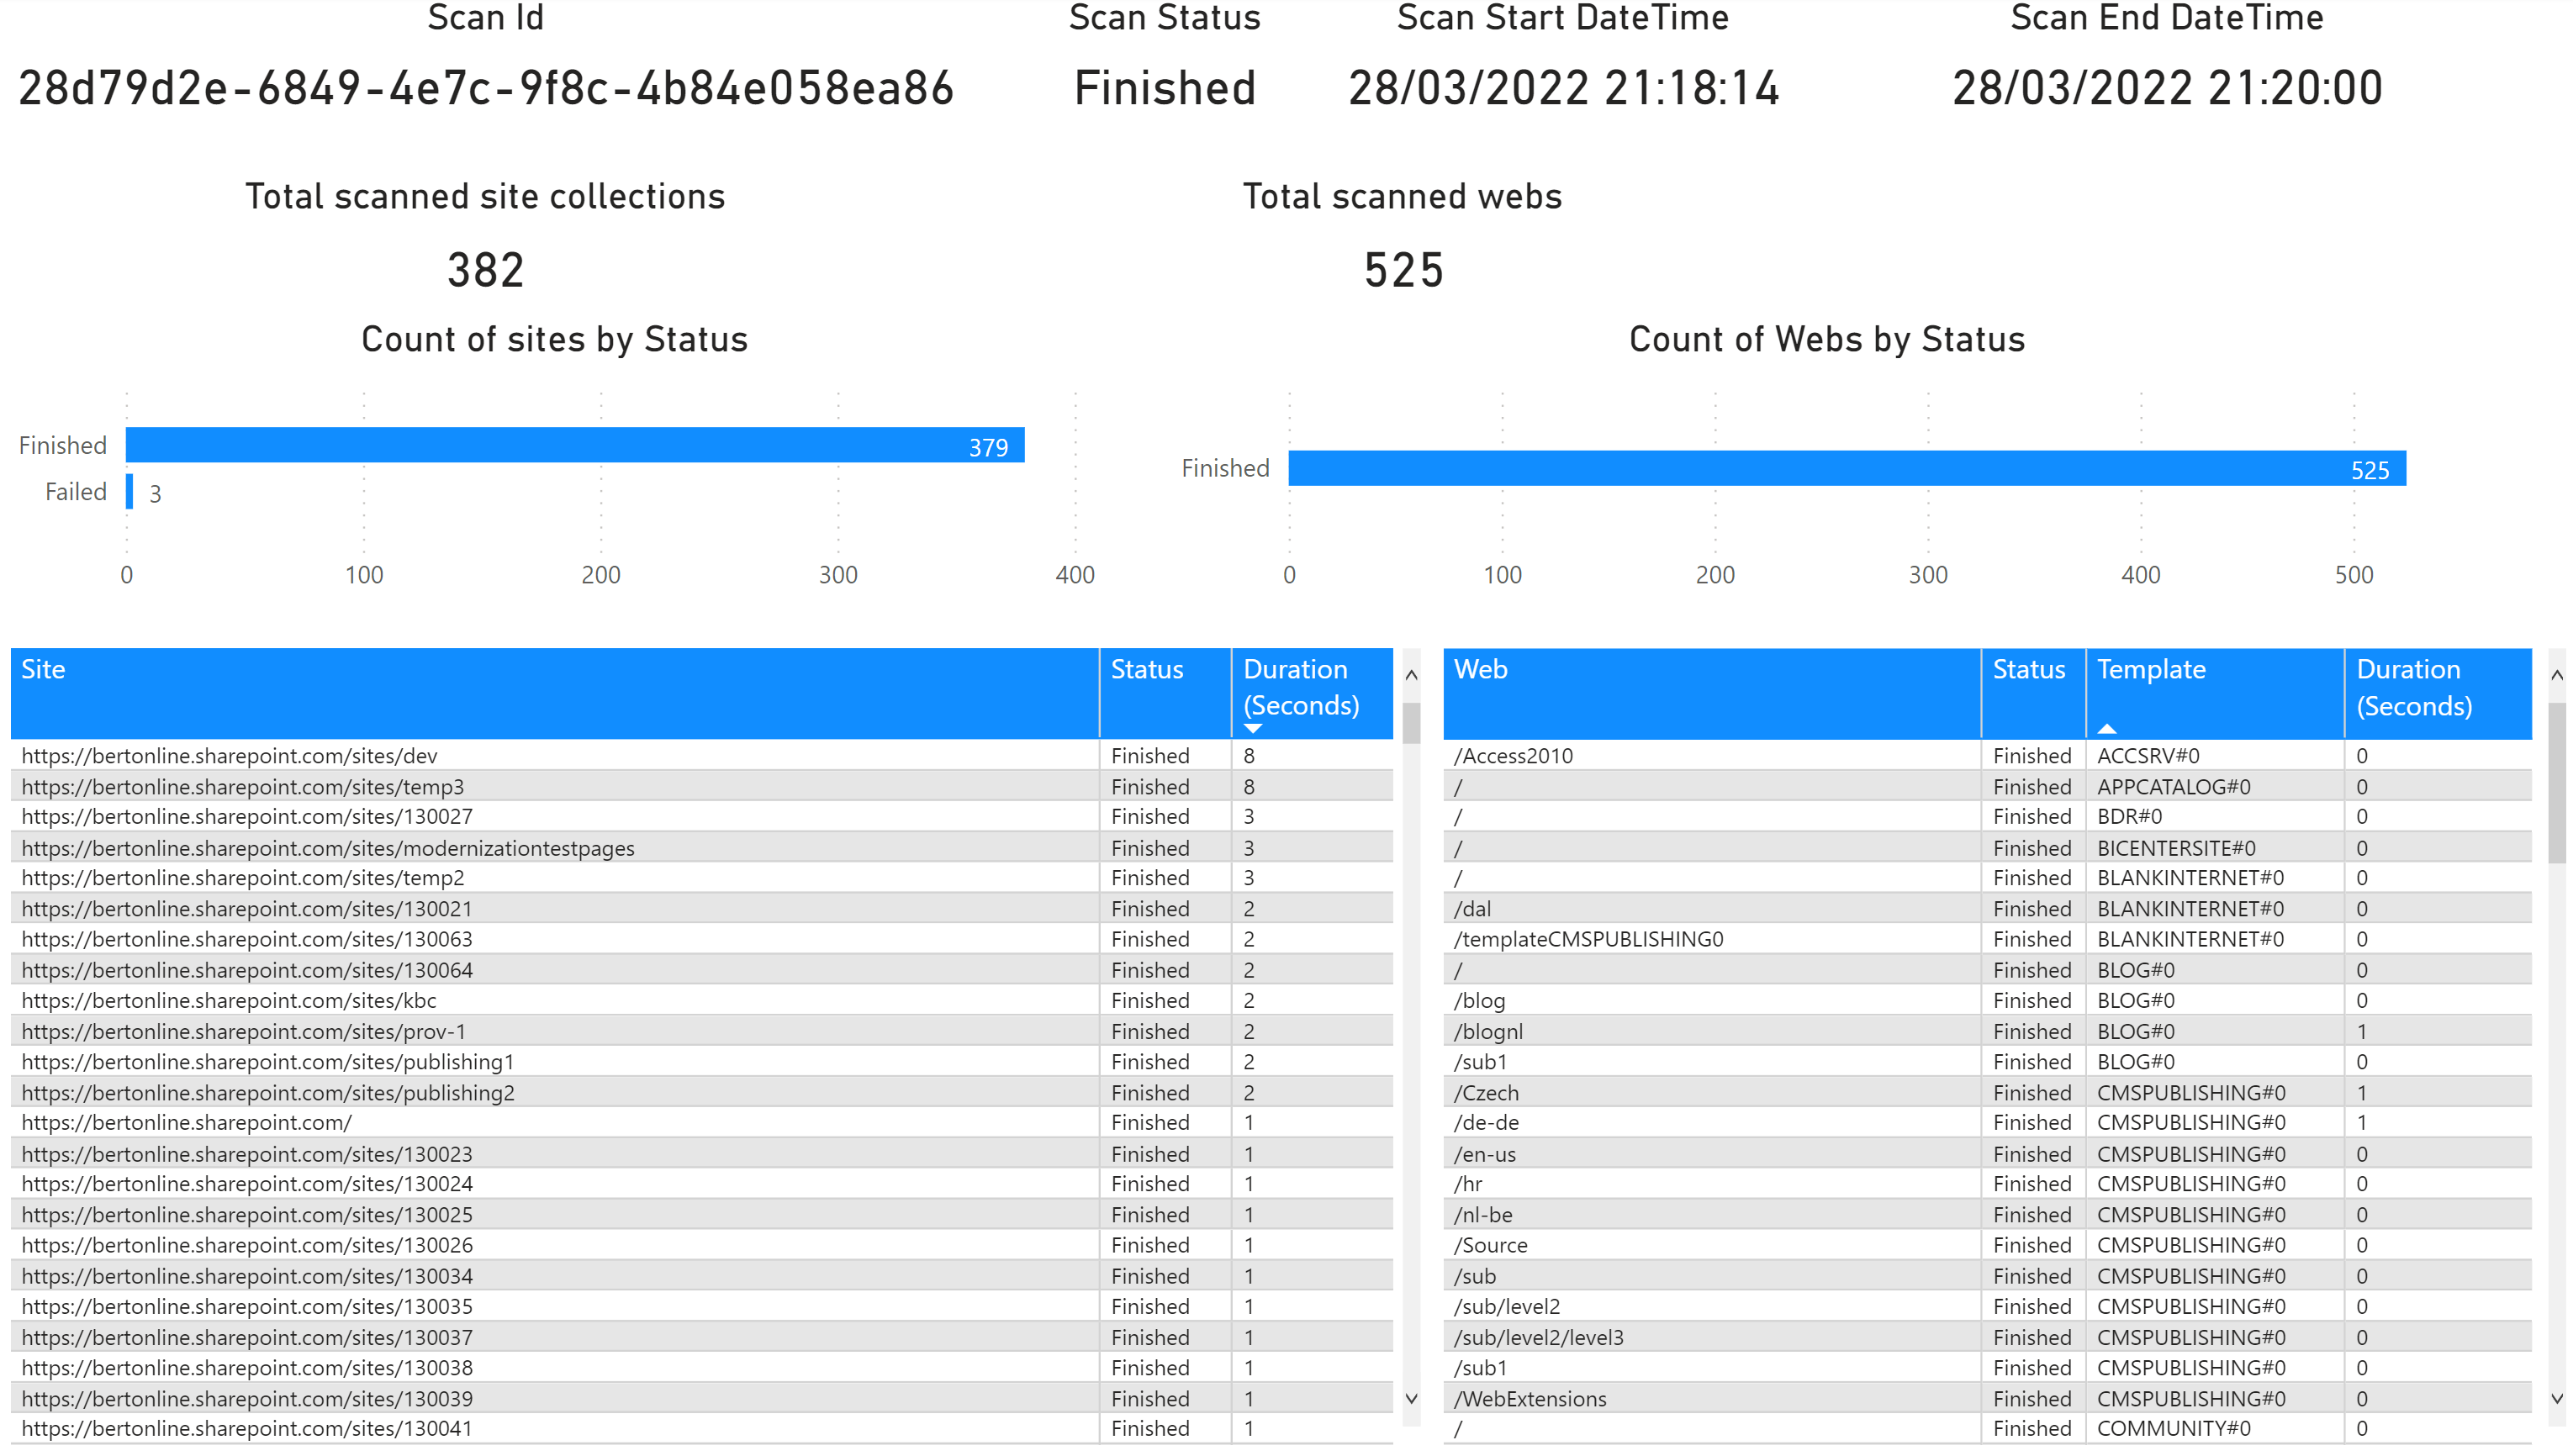 Scan Id
28d79d2e-6849-4e7c-9f8c-4b84e058ea86
Scan Status
Finished
Scan Start DateTime
28/03/2022 21:18:14
Scan End DateTime
28/03/2022 21:20:00
Total scanned site collections
382
Total scanned webs
525
Count of sites by Status
Finished 379
Failed 3
0 100 200 300 400
Count of Webs by Status
Finished 525
0 100 200 300 400 500
Site Status Duration (Seconds)
https://bertonline.sharepoint.com/sites/dev Finished 8
https://bertonline.sharepoint.com/sites/temp3 Finished 8
https://bertonline.sharepoint.com/sites/130027 Finished 3
https://bertonline.sharepoint.com/sites/modernizationtestpages Finished 3
https://bertonline.sharepoint.com/sites/temp2 Finished 3
https://bertonline.sharepoint.com/sites/130021 Finished 2
https://bertonline.sharepoint.com/sites/130063 Finished 2
https://bertonline.sharepoint.com/sites/130064 Finished 2
https://bertonline.sharepoint.com/sites/kbc Finished 2
https://bertonline.sharepoint.com/sites/prov-1 Finished 2
https://bertonline.sharepoint.com/sites/publishing1 Finished 2
https://bertonline.sharepoint.com/sites/publishing2 Finished 2
https://bertonline.sharepoint.com/ Finished 1
https://bertonline.sharepoint.com/sites/130023 Finished 1
https://bertonline.sharepoint.com/sites/130024 Finished 1
https://bertonline.sharepoint.com/sites/130025 Finished 1
https://bertonline.sharepoint.com/sites/130026 Finished 1
https://bertonline.sharepoint.com/sites/130034 Finished 1
https://bertonline.sharepoint.com/sites/130035 Finished 1
https://bertonline.sharepoint.com/sites/130037 Finished 1
https://bertonline.sharepoint.com/sites/130038 Finished 1
https://bertonline.sharepoint.com/sites/130039 Finished 1
https://bertonline.sharepoint.com/sites/130041 Finished 1
Web Status Template Duration (Seconds)
/Access2010 Finished ACCSRV#0 0
/ Finished APPCATALOG#0 0
/ Finished BDR#0 0
/ Finished BICENTERSITE#0 0
/ Finished BLANKINTERNET#0 0
/dal Finished BLANKINTERNET#0 0
/templateCMSPUBLISHING0 Finished BLANKINTERNET#0 0
/ Finished BLOG#0 0
/blog Finished BLOG#0 0
/blognl Finished BLOG#0 1
/sub1 Finished BLOG#0 0
/Czech Finished CMSPUBLISHING#0 1
/de-de Finished CMSPUBLISHING#0 1
/en-us Finished CMSPUBLISHING#0 0
/hr Finished CMSPUBLISHING#0 0
/nl-be Finished CMSPUBLISHING#0 0
/Source Finished CMSPUBLISHING#0 0
/sub Finished CMSPUBLISHING#0 0
/sub/level2 Finished CMSPUBLISHING#0 0
/sub/level2/level3 Finished CMSPUBLISHING#0 0
/sub1 Finished CMSPUBLISHING#0 0
/WebExtensions Finished CMSPUBLISHING#0 0
/ Finished COMMUNITY#0 0